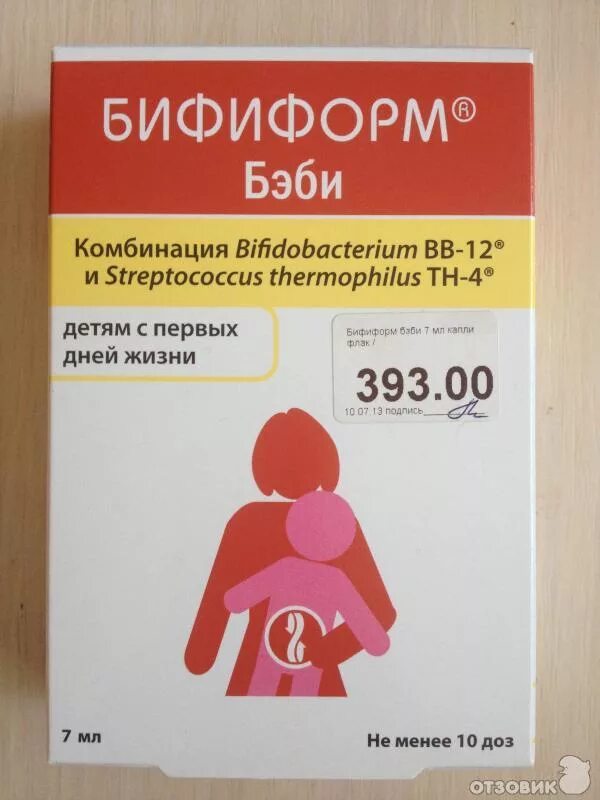 БИФИФОРМ®
Бэби
Комбинация Bifidobacterium BB-12®
и Streptococcus thermophilus TH-4®
детям с первых
дней жизни
Бифиформ бэби 7 мл капли
флак /
393.00
10 07 13 подпись
7 мл
Не менее 10 доз
ОТЗОВИК